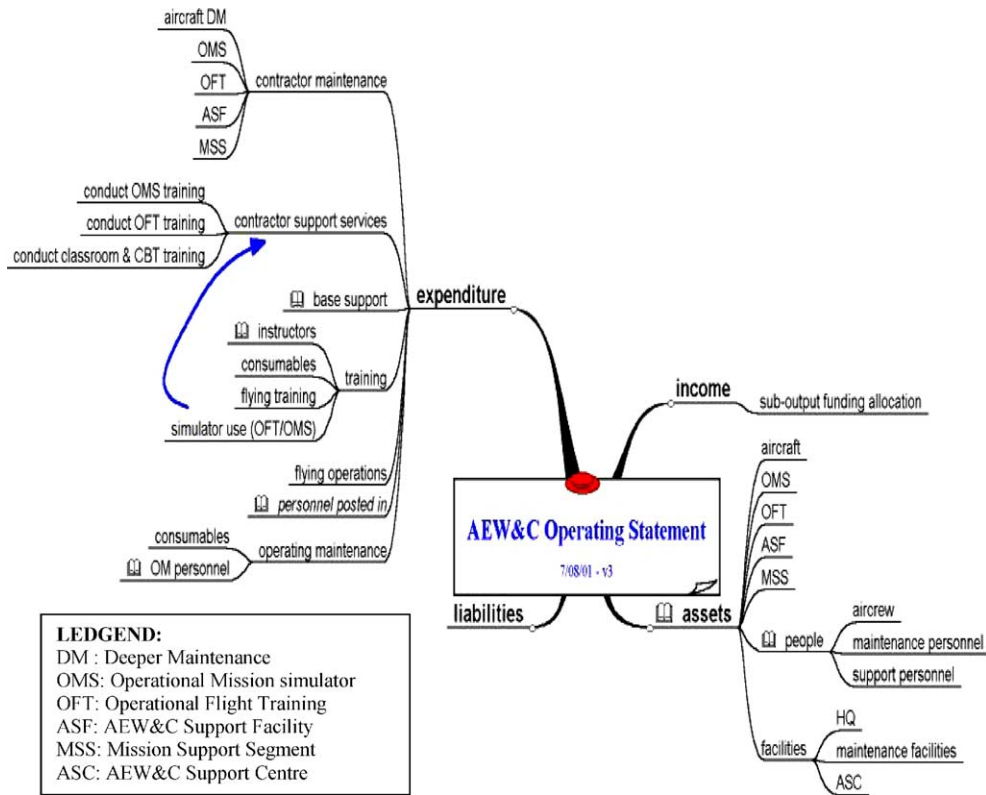 aircraft DM
OMS
OFT
ASF
MSS
contractor maintenance
conduct OMS training
conduct OFT training
conduct classroom & CBT training
contractor support services
base support
instructors
consumables
flying training
simulator use (OFT/OMS)
training
flying operations
personnel posted in
consumables
OM personnel
operating maintenance
expenditure
income
sub-output funding allocation
AEW&C Operating Statement
7/08/01 - v3
liabilities
assets
aircraft
OMS
OFT
ASF
MSS
people
aircrew
maintenance personnel
support personnel
facilities
HQ
maintenance facilities
ASC
LEDGEND:
DM : Deeper Maintenance
OMS: Operational Mission simulator
OFT: Operational Flight Training
ASF: AEW&C Support Facility
MSS: Mission Support Segment
ASC: AEW&C Support Centre